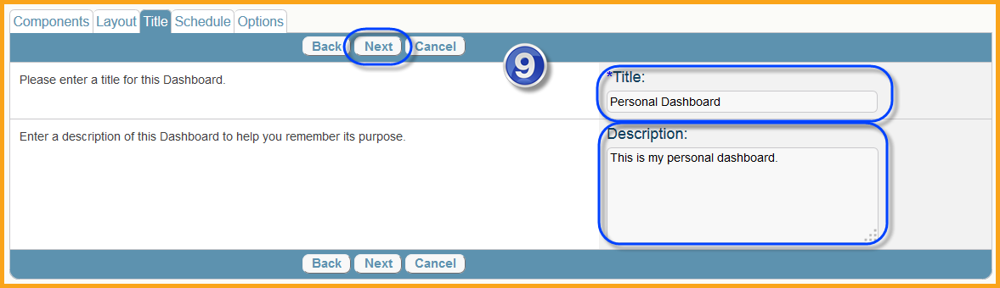 Components Layout Title Schedule Options
Back Next Cancel
9
Please enter a title for this Dashboard.
*Title:
Personal Dashboard
Enter a description of this Dashboard to help you remember its purpose.
Description:
This is my personal dashboard.
Back Next Cancel